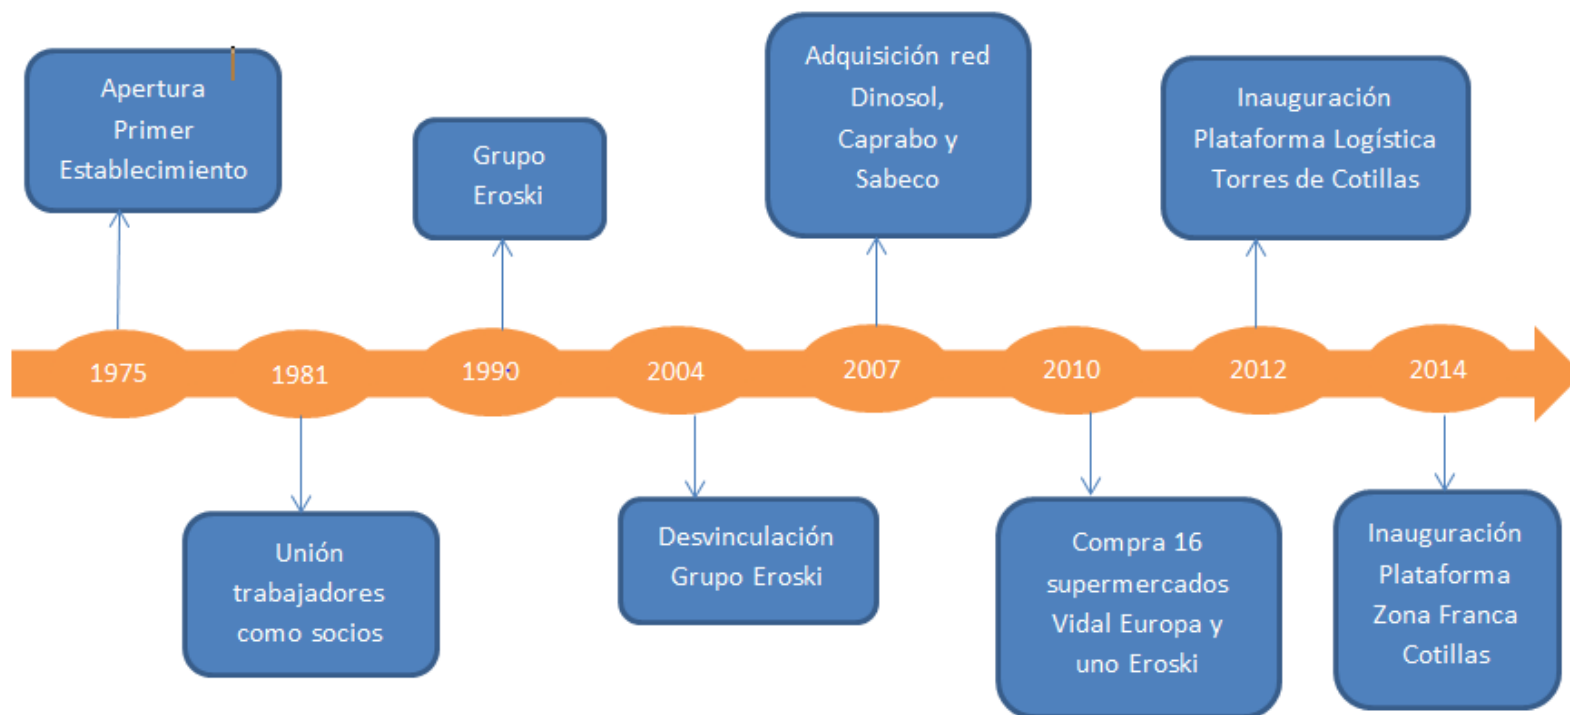 Apertura
Primer
Establecimiento
Grupo
Eroski
Adquisición red
Dinosol,
Caprabo y
Sabeco
Inauguración
Plataforma Logística
Torres de Cotillas
1975
1981
1990
2004
2007
2010
2012
2014
Unión
trabajadores
como socios
Desvinculación
Grupo Eroski
Compra 16
supermercados
Vidal Europa y
uno Eroski
Inauguración
Plataforma
Zona Franca
Cotillas